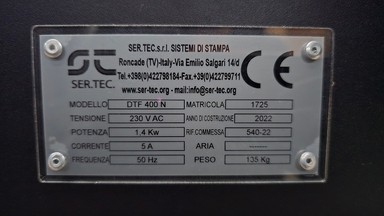 SER.TEC.s.r.l. SISTEMI DI STAMPA
Roncade (TV)-Italy-Via Emilio Salgari 14/d
Tel.+398(0)422798184-Fax.+39(0)422799711
www.ser-tec.org - mail:info@ser-tec.org
SER.TEC.
CE
MODELLO DTF 400 N MATRICOLA 1725
TENSIONE 230 V AC ANNO DI COSTRUZIONE 2022
POTENZA 1,4 Kw RIF.COMMESSA 540-22
CORRENTE 5 A ARIA ——
FREQUENZA 50 Hz PESO 135 Kg